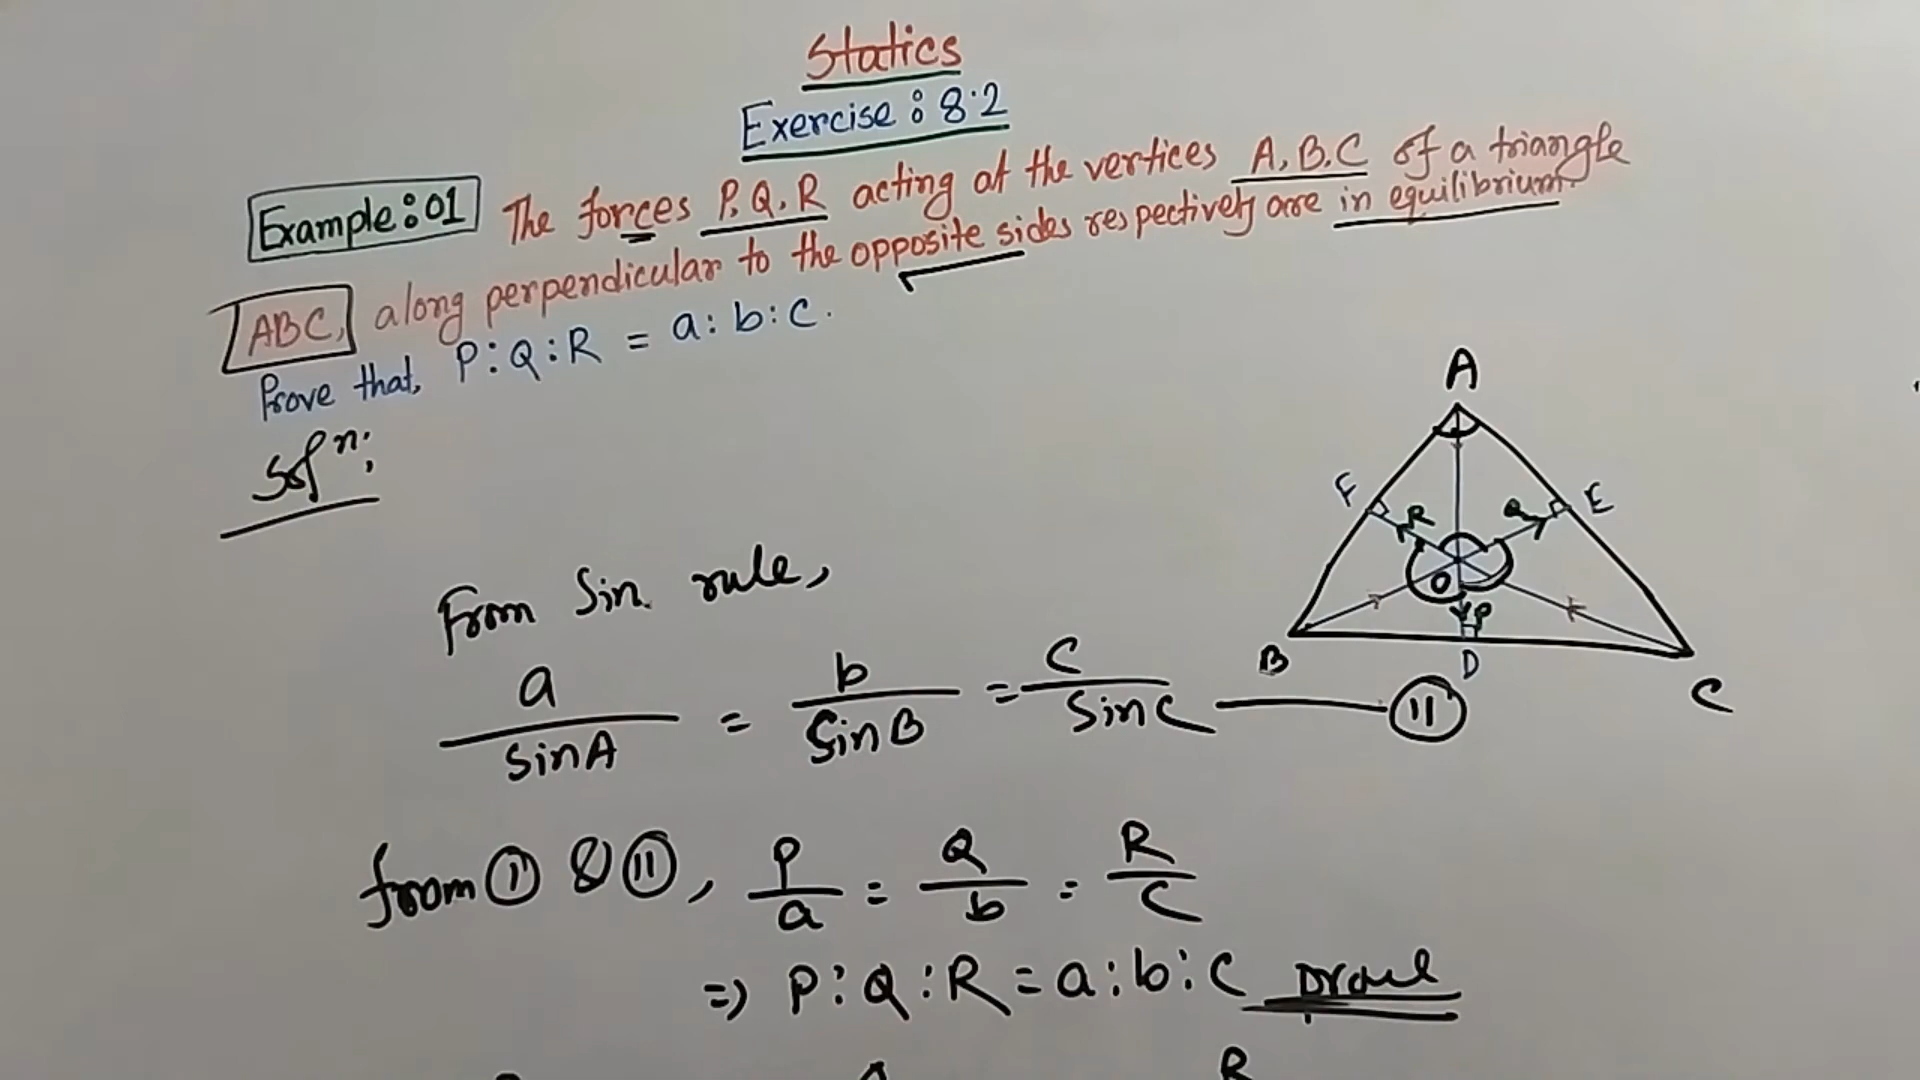 Statics
Exercise: 8.2
Example: 01 The forces P, Q, R acting at the vertices A, B, C of a triangle
ABC, along perpendicular to the opposite sides respectively are in equilibrium.
Prove that, P:Q:R = a:b:c.
Solⁿ:
A
F
R
Q
E
O
P
B
D
C
From Sin rule,
a/sinA = b/SinB = c/SinC — (II)
from (I) & (II), P/a = Q/b = R/c
=> P:Q:R = a:b:c
R